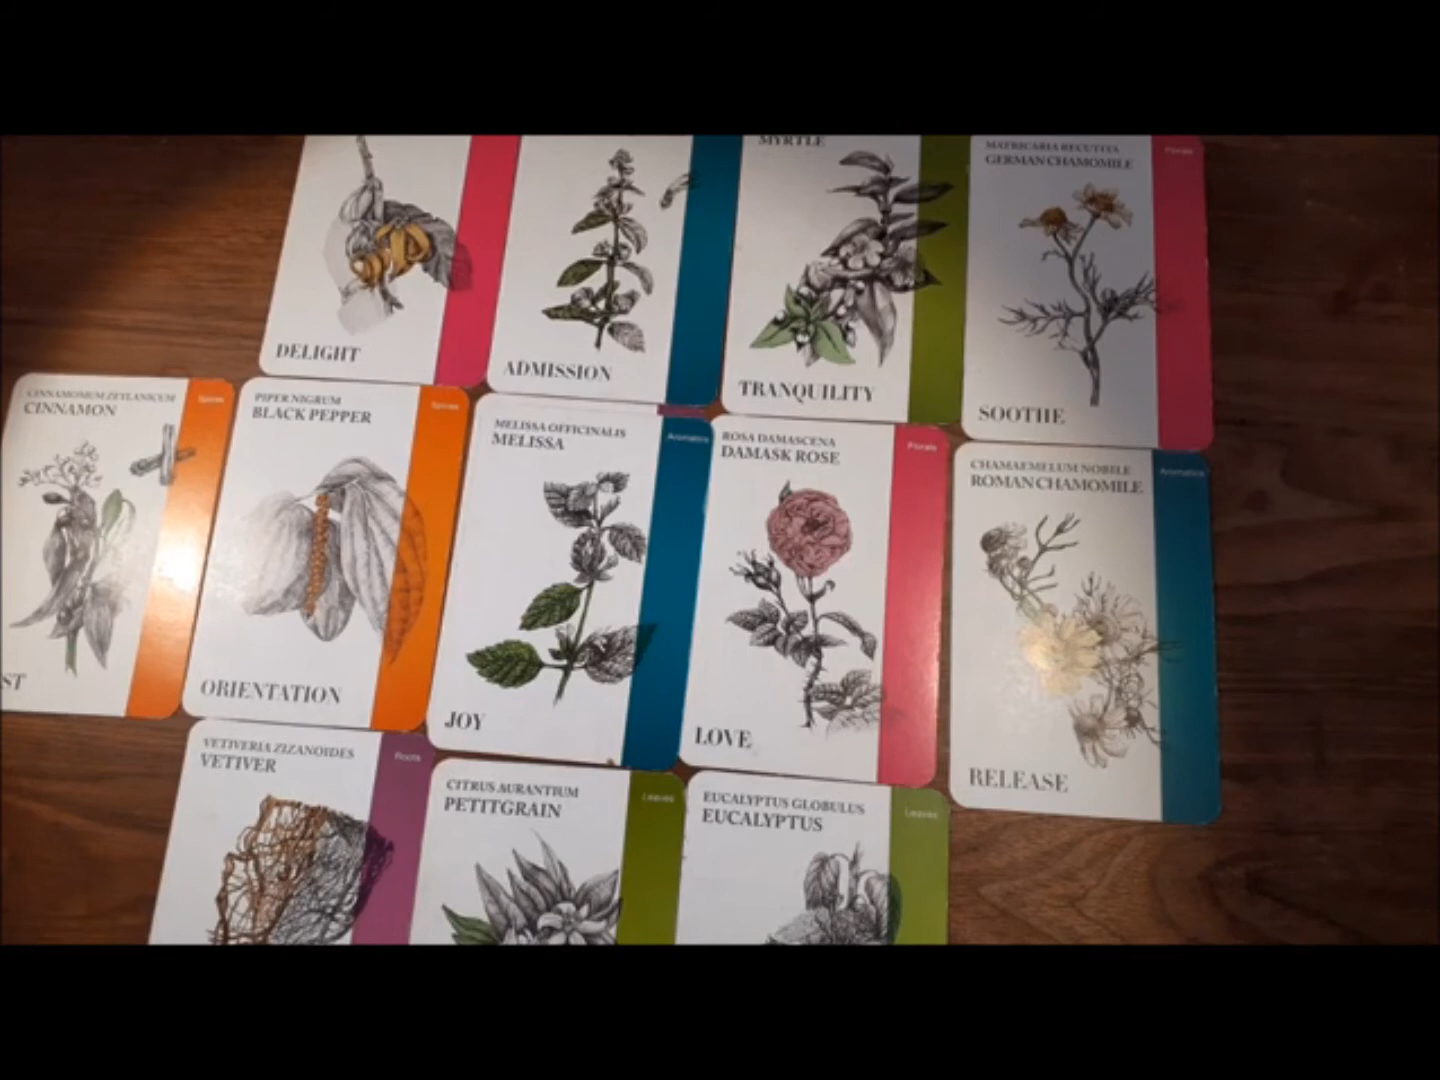 DELIGHT
ADMISSION
MYRTLE
TRANQUILITY
MATRICARIA RECUTITA
GERMAN CHAMOMILE
Florals
SOOTHE
CINNAMOMUM ZEYLANICUM
CINNAMON
Spices
ST
PIPER NIGRUM
BLACK PEPPER
Spices
ORIENTATION
MELISSA OFFICINALIS
MELISSA
Aromatics
JOY
ROSA DAMASCENA
DAMASK ROSE
Florals
LOVE
CHAMAEMELUM NOBILE
ROMAN CHAMOMILE
Aromatics
RELEASE
VETIVERIA ZIZANOIDES
VETIVER
Roots
CITRUS AURANTIUM
PETITGRAIN
Leaves
EUCALYPTUS GLOBULUS
EUCALYPTUS
Leaves